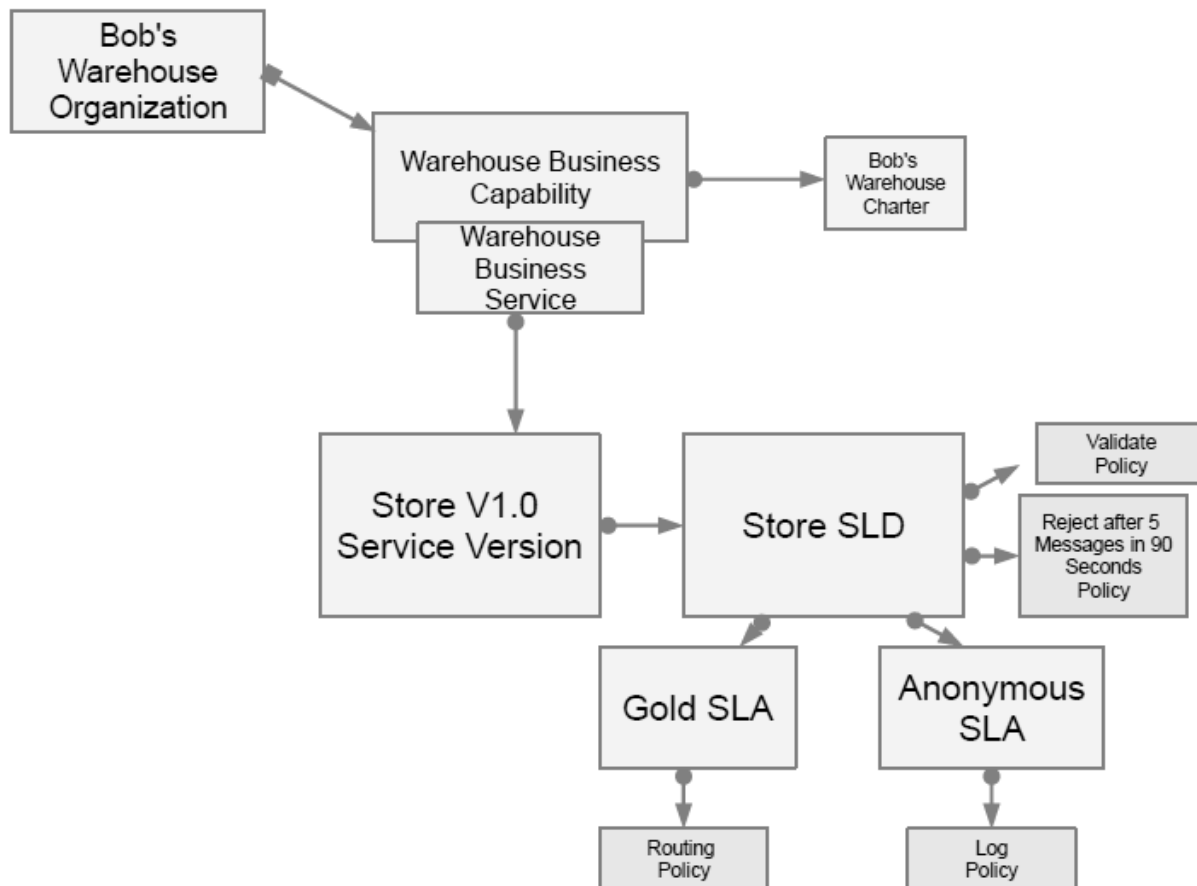 Bob's
Warehouse
Organization
Warehouse Business
Capability
Bob's
Warehouse
Charter
Warehouse
Business
Service
Store V1.0
Service Version
Store SLD
Validate
Policy
Reject after 5
Messages in 90
Seconds
Policy
Gold SLA
Anonymous
SLA
Routing
Policy
Log
Policy